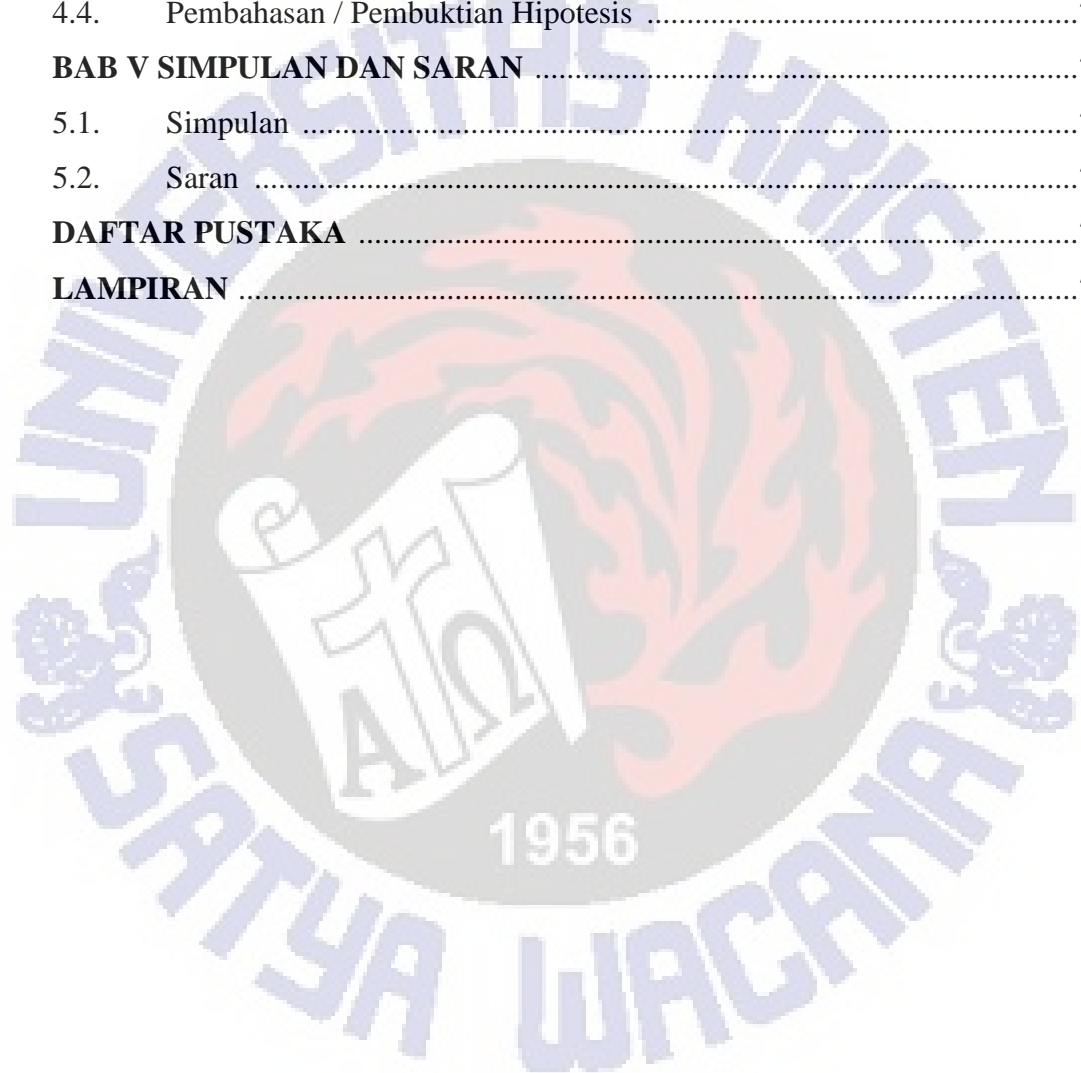 4.4. Pembahasan / Pembuktian Hipotesis ................................................
BAB V SIMPULAN DAN SARAN ................................................
5.1. Simpulan ................................................
5.2. Saran ................................................
DAFTAR PUSTAKA ................................................
LAMPIRAN ................................................
UNIVERSITAS KRISTEN
Α Ω
1956
SATYA WACANA